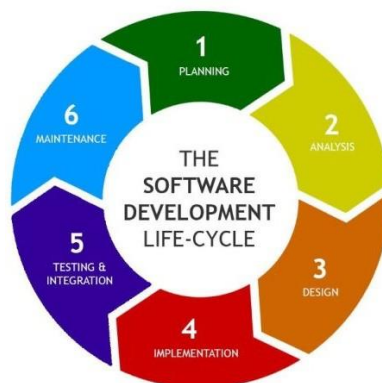 THE
SOFTWARE
DEVELOPMENT
LIFE-CYCLE
1
PLANNING
2
ANALYSIS
3
DESIGN
4
IMPLEMENTATION
5
TESTING &
INTEGRATION
6
MAINTENANCE